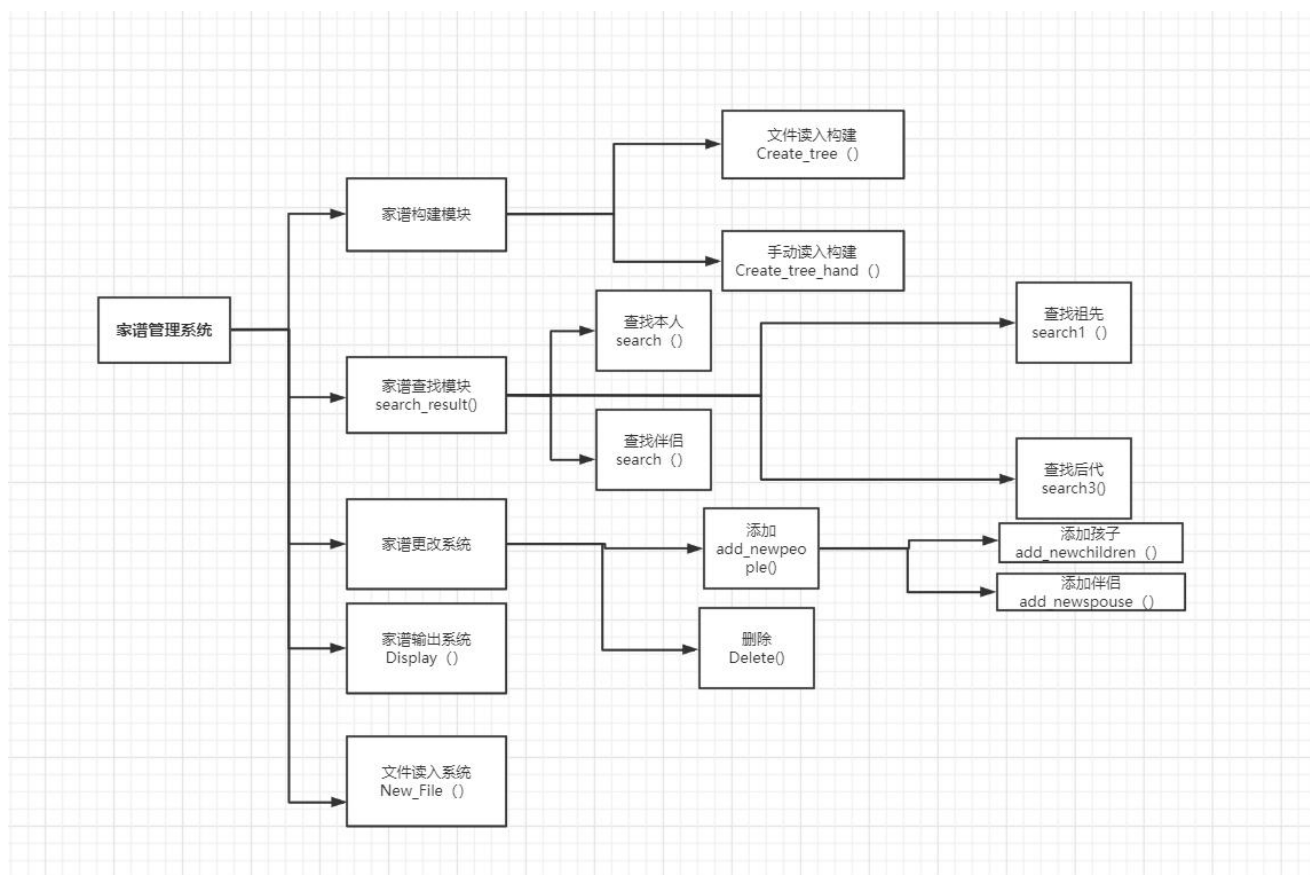 文件读入构建
Create_tree（）
家谱构建模块
手动读入构建
Create_tree_hand（）
家谱管理系统
查找本人
search（）
查找祖先
search1（）
家谱查找模块
search_result()
查找伴侣
search（）
查找后代
search3()
家谱更改系统
添加
add_newpeo
ple()
添加孩子
add_newchildren（）
添加伴侣
add_newspouse（）
家谱输出系统
Display（）
删除
Delete()
文件读入系统
New_File（）